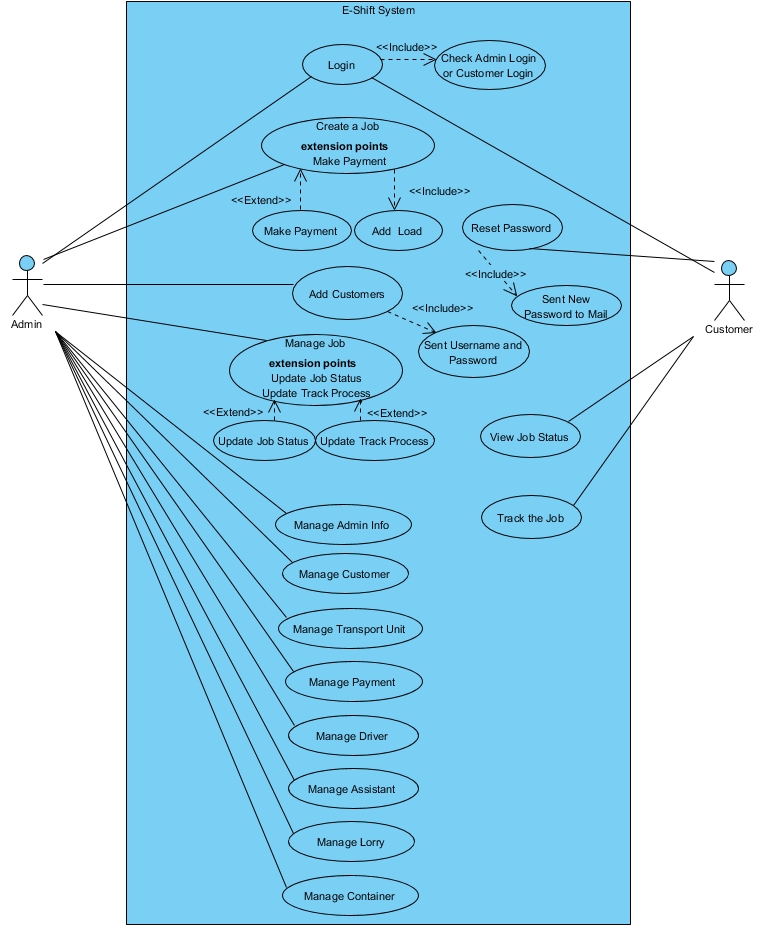 E-Shift System
Login
<<Include>>
Check Admin Login
or Customer Login
Create a Job
extension points
Make Payment
<<Extend>>
<<Include>>
Make Payment
Add Load
Reset Password
<<Include>>
Sent New
Password to Mail
Admin
Customer
Add Customers
<<Include>>
Sent Username and
Password
Manage Job
extension points
Update Job Status
Update Track Process
<<Extend>>
<<Extend>>
Update Job Status
Update Track Process
View Job Status
Track the Job
Manage Admin Info
Manage Customer
Manage Transport Unit
Manage Payment
Manage Driver
Manage Assistant
Manage Lorry
Manage Container